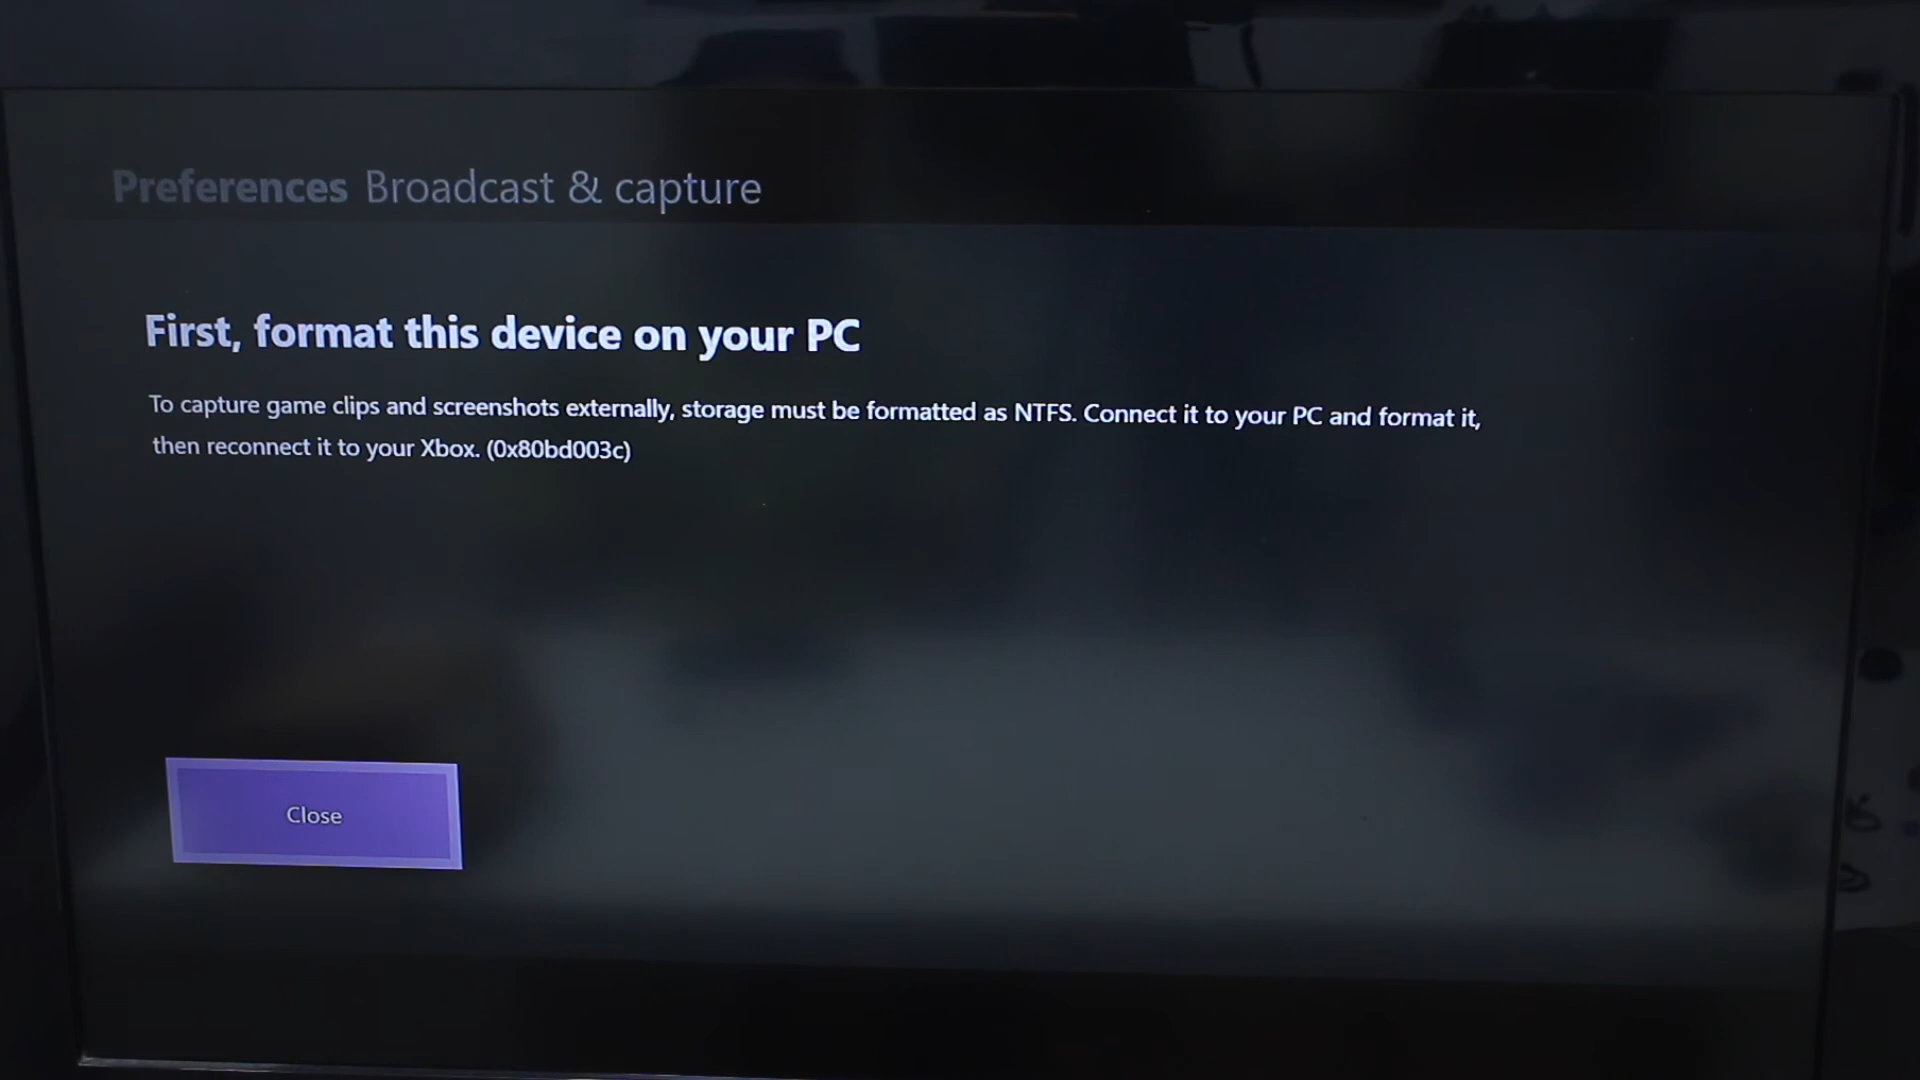 Preferences Broadcast & capture
First, format this device on your PC
To capture game clips and screenshots externally, storage must be formatted as NTFS. Connect it to your PC and format it,
then reconnect it to your Xbox. (0x80bd003c)
Close